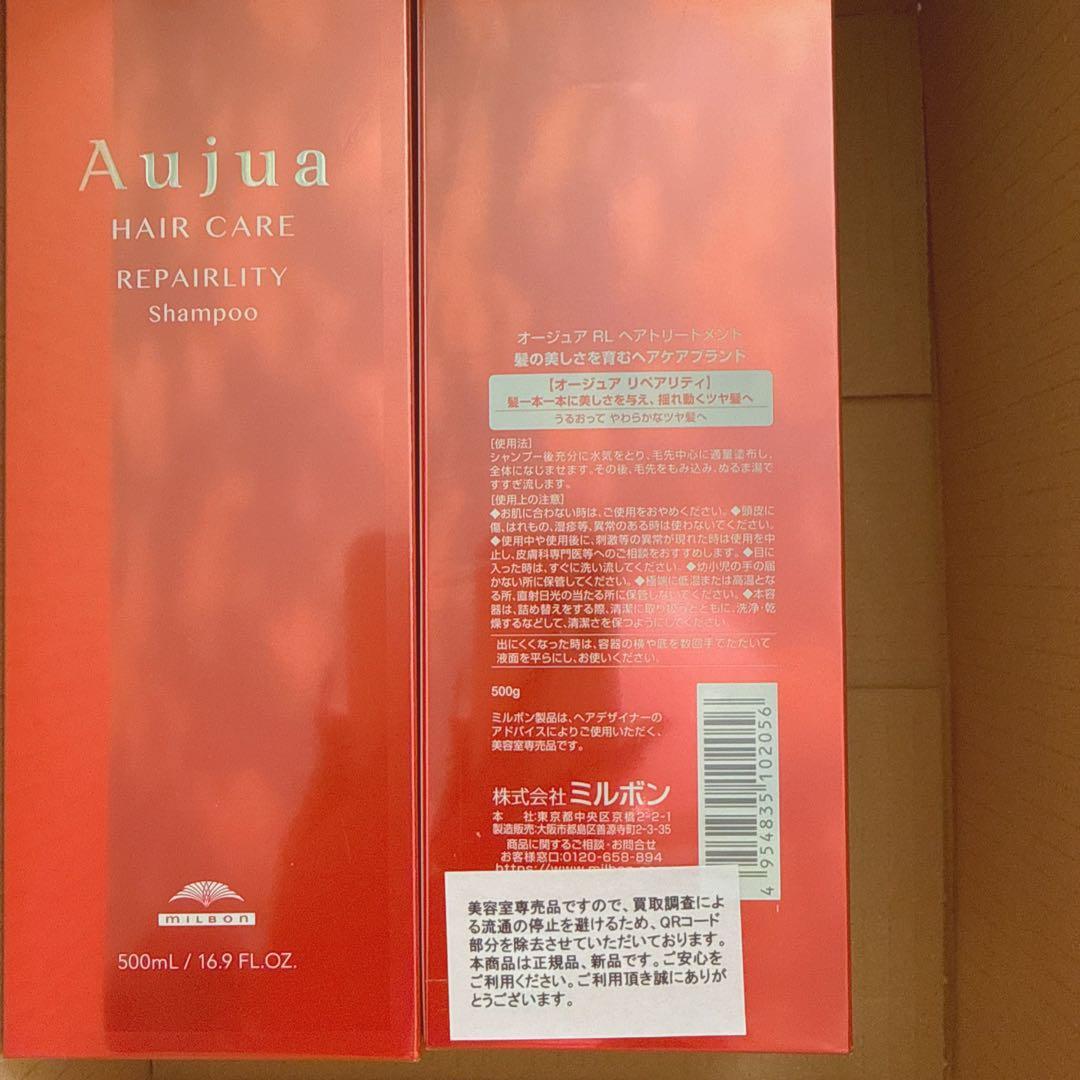 Aujua
HAIR CARE
REPAIRLITY
Shampoo
MILBON
500mL / 16.9 FL.OZ.
オージュア RL ヘアトリートメント
髪の美しさを育むヘアケアブランド
【オージュア リペアリティ】
髪一本一本に美しさを与え、揺れ動くツヤ髪へ
うるおって やわらかなツヤ髪へ
[使用法]
シャンプー後充分に水気をとり、毛先中心に適量塗布し、
全体になじませます。その後、毛先をもみ込み、ぬるま湯で
すすぎ流します。
[使用上の注意]
◆お肌に合わない時は、ご使用をおやめください。◆頭皮に
傷、はれもの、湿疹等、異常のある時は使わないでください。
◆使用中や使用後に、刺激等の異常が現れた時は使用を中
止し、皮膚科専門医等へのご相談をおすすめします。◆目に
入った時は、すぐに洗い流してください。◆幼小児の手の届
かない所に保管してください。◆極端に低温または高温とな
る所、直射日光の当たる所に保管しないでください。◆本容
器は、詰め替えをする際、清潔に取り扱うとともに、洗浄・乾
燥するなどして、清潔さを保つようにしてください。
出にくくなった時は、容器の横や底を数回手でたたいて
液面を平らにし、お使いください。
500g
ミルボン製品は、ヘアデザイナーの
アドバイスによりご使用いただく、
美容室専売品です。
株式会社ミルボン
本 社:東京都中央区京橋2-2-1
製造販売:大阪市都島区善源寺町2-3-35
商品に関するご相談・お問合せ
お客様窓口:0120-658-894
https://www.milbon.
4 954835 102056
美容室専売品ですので、買取調査によ
る流通の停止を避けるため、QRコード
部分を除去させていただいております。
本商品は正規品、新品です。ご安心を
ご利用ください。ご利用頂き誠にありが
とうございます。